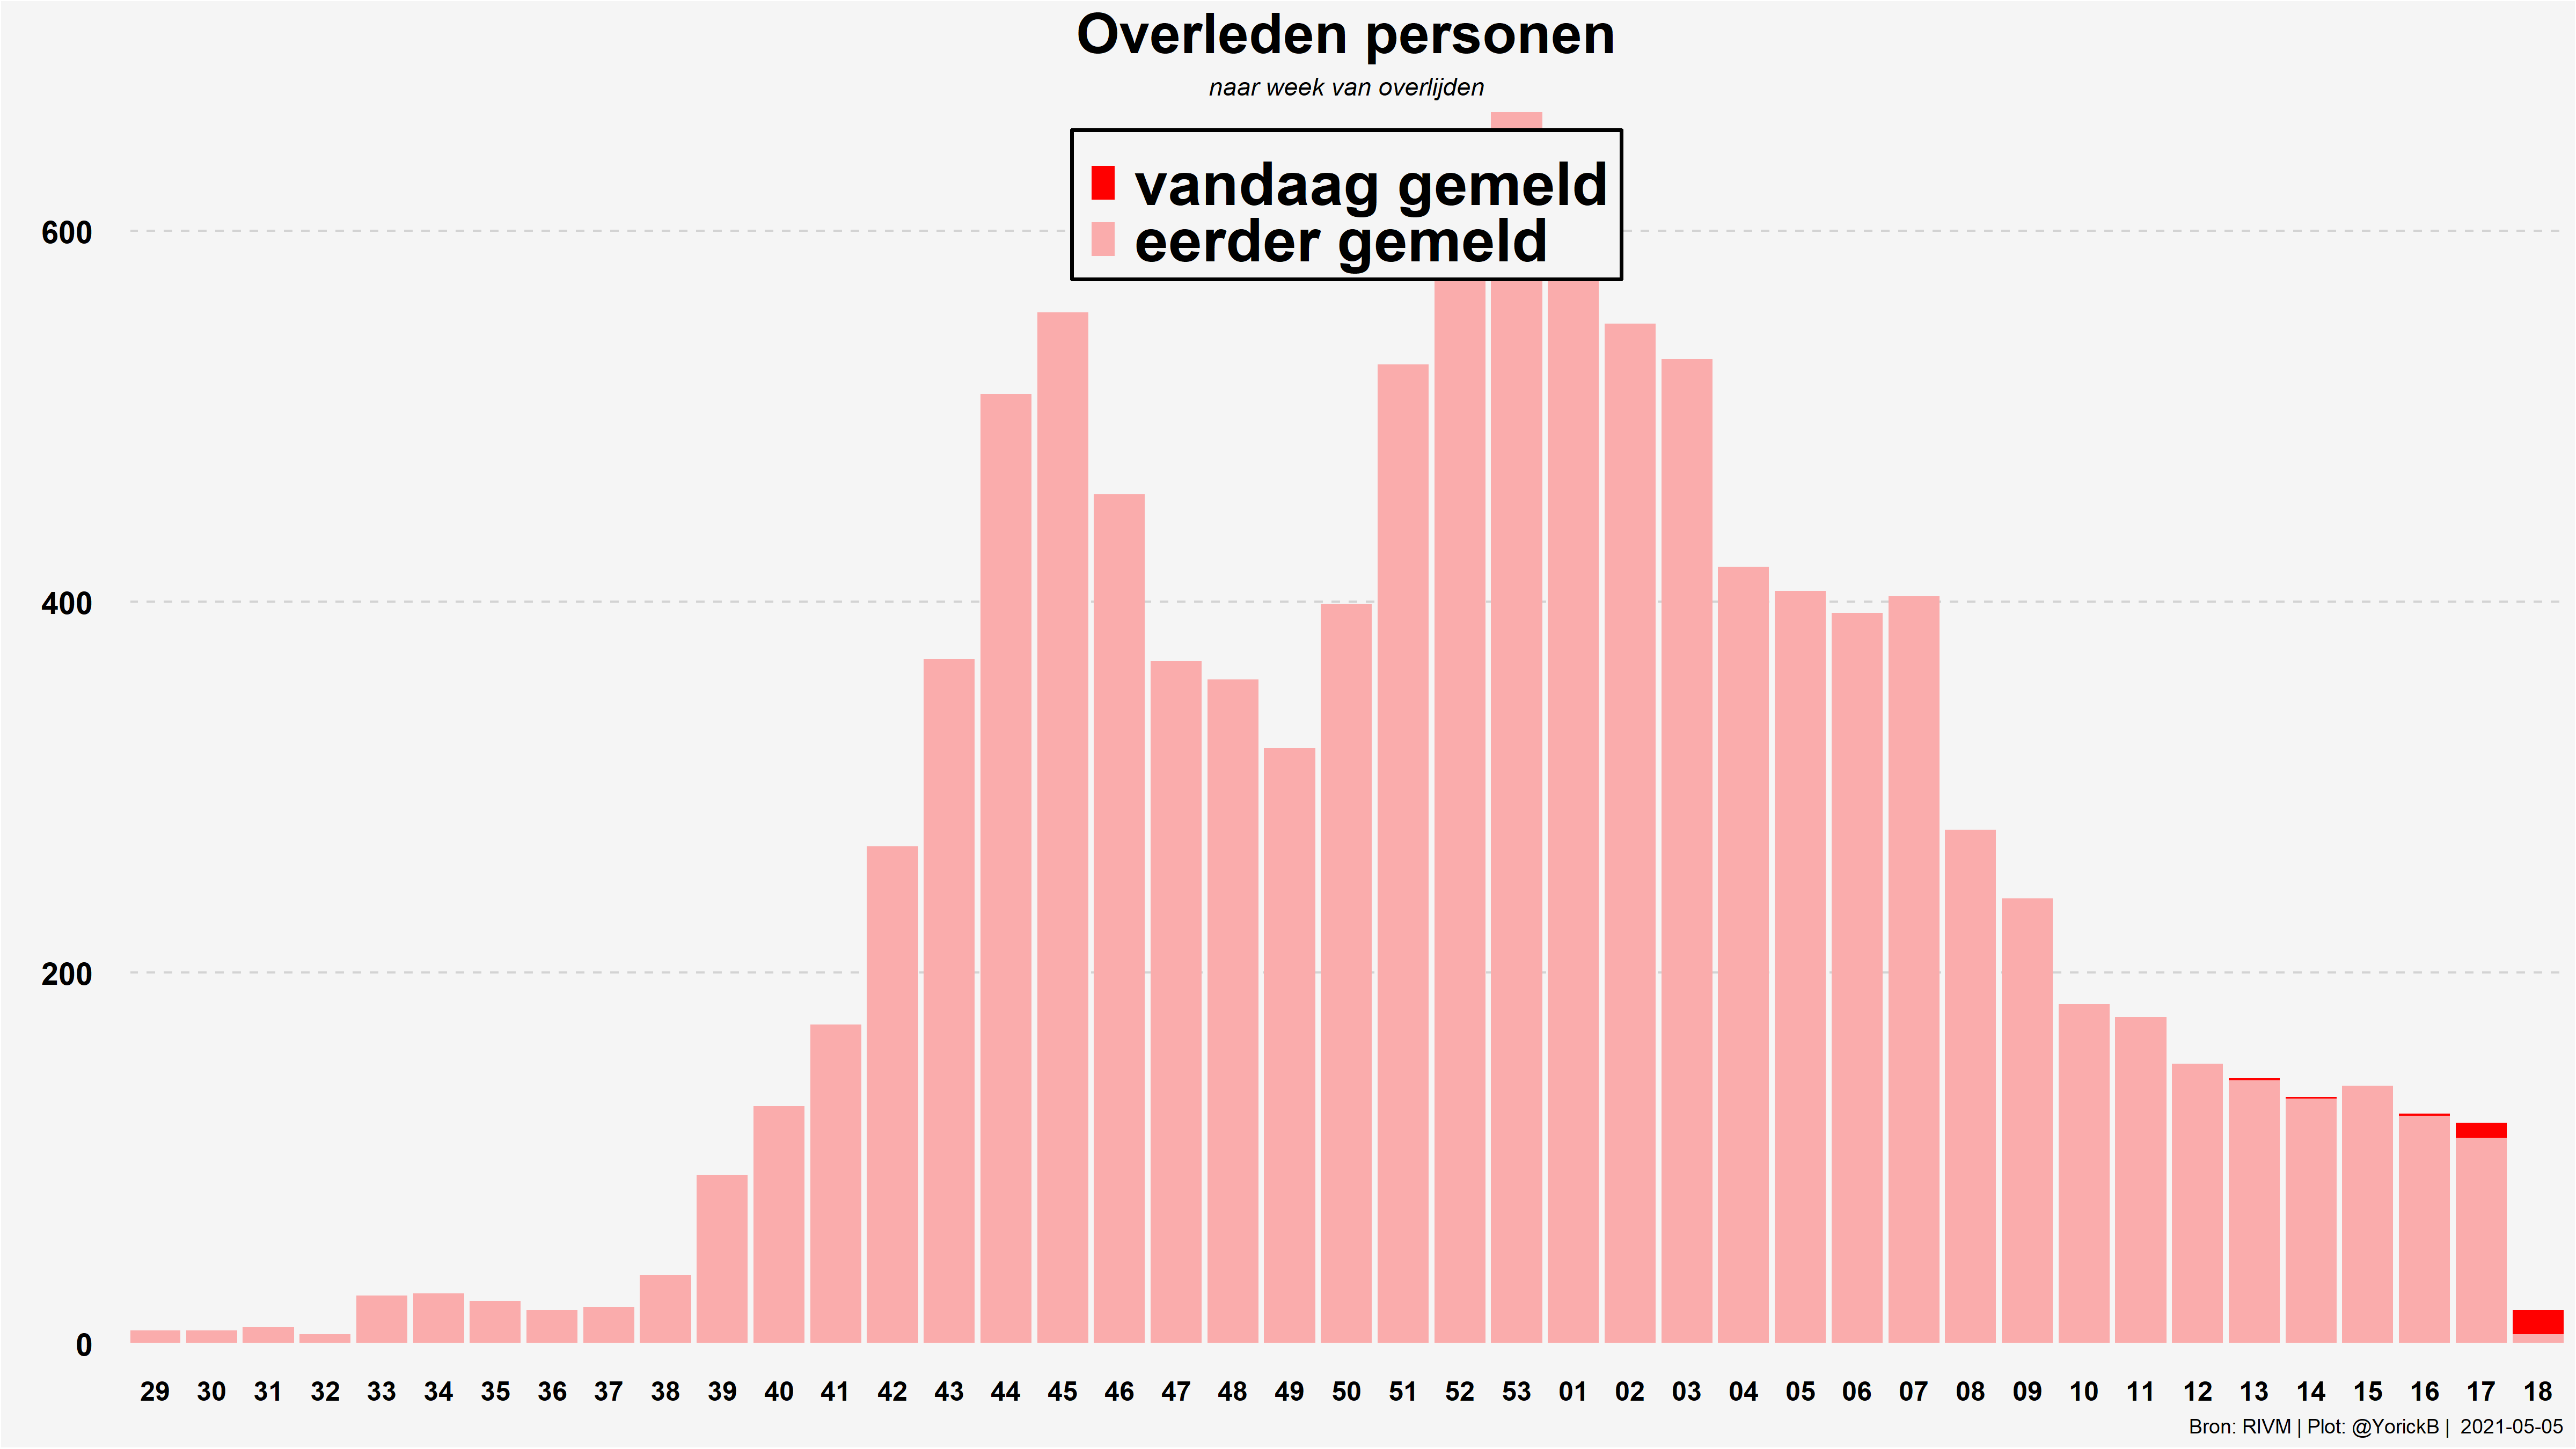 Overleden personen
naar week van overlijden
vandaag gemeld
eerder gemeld
600
400
200
0
29 30 31 32 33 34 35 36 37 38 39 40 41 42 43 44 45 46 47 48 49 50 51 52 53 01 02 03 04 05 06 07 08 09 10 11 12 13 14 15 16 17 18
Bron: RIVM | Plot: @YorickB | 2021-05-05